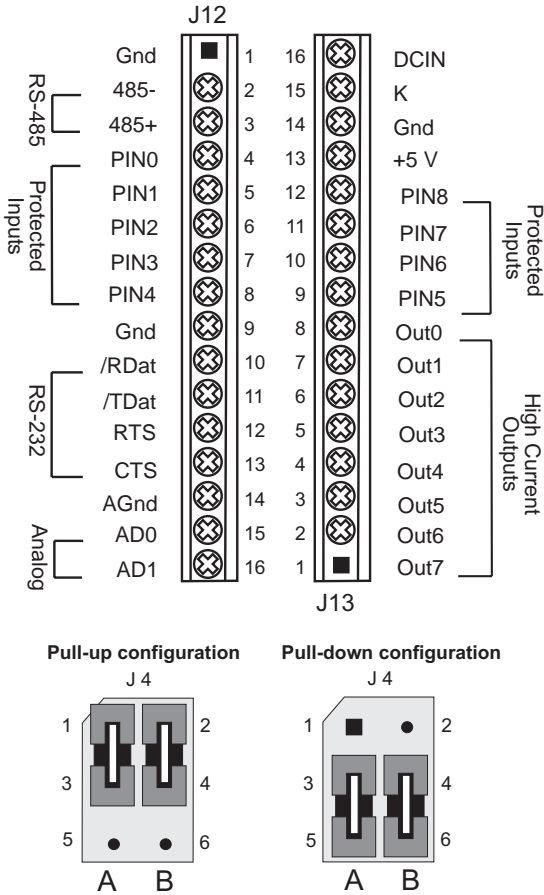 J12
Gnd 1 16 DCIN
485- 2 15 K
485+ 3 14 Gnd
PIN0 4 13 +5 V
PIN1 5 12 PIN8
PIN2 6 11 PIN7
PIN3 7 10 PIN6
PIN4 8 9 PIN5
Gnd 9 8 Out0
/RDat 10 7 Out1
/TDat 11 6 Out2
RTS 12 5 Out3
CTS 13 4 Out4
AGnd 14 3 Out5
AD0 15 2 Out6
AD1 16 1 Out7
J13
RS-485
Protected
Inputs
RS-232
Analog
Protected
Inputs
High Current
Outputs
Pull-up configuration
J 4
1 2
3 4
5 6
A B
Pull-down configuration
J 4
1 2
3 4
5 6
A B